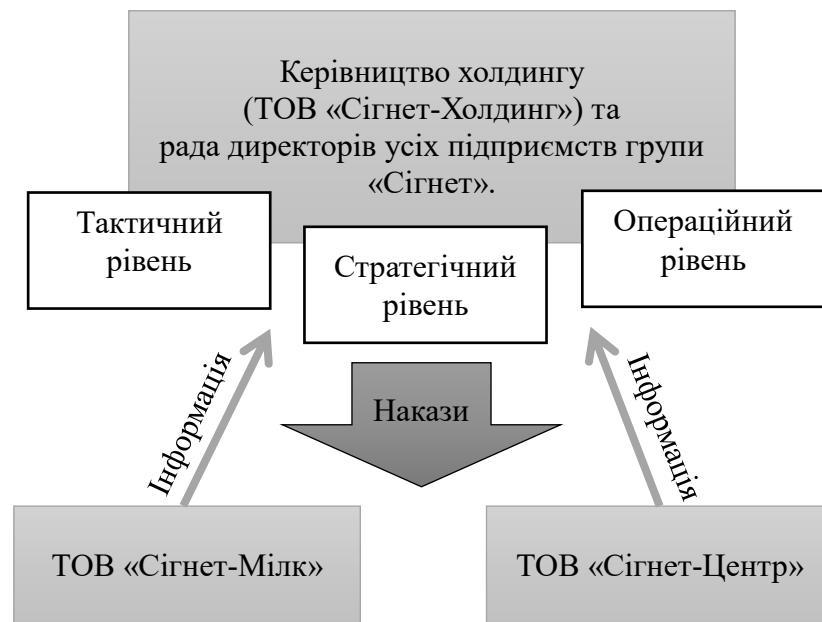 Керівництво холдингу
(ТОВ «Сігнет-Холдинг») та
рада директорів усіх підприємств групи
«Сігнет».
Тактичний
рівень
Стратегічний
рівень
Операційний
рівень
Інформація
Накази
Інформація
ТОВ «Сігнет-Мілк»
ТОВ «Сігнет-Центр»